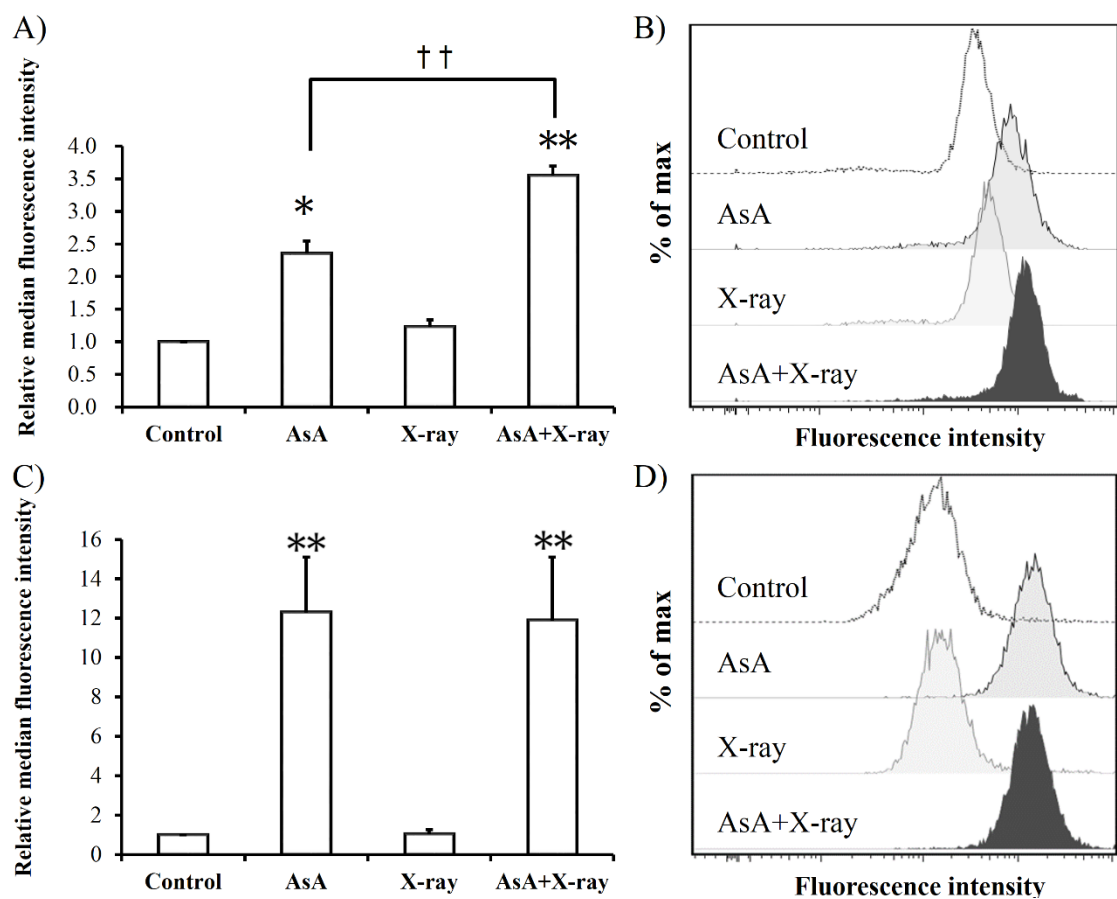 A)
Relative median fluorescence intensity
4.0
3.5
3.0
2.5
2.0
1.5
1.0
0.5
0.0
††
*
**
Control AsA X-ray AsA+X-ray
B)
% of max
Control
AsA
X-ray
AsA+X-ray
Fluorescence intensity
C)
Relative median fluorescence intensity
16
14
12
10
8
6
4
2
0
**
**
Control AsA X-ray AsA+X-ray
D)
% of max
Control
AsA
X-ray
AsA+X-ray
Fluorescence intensity